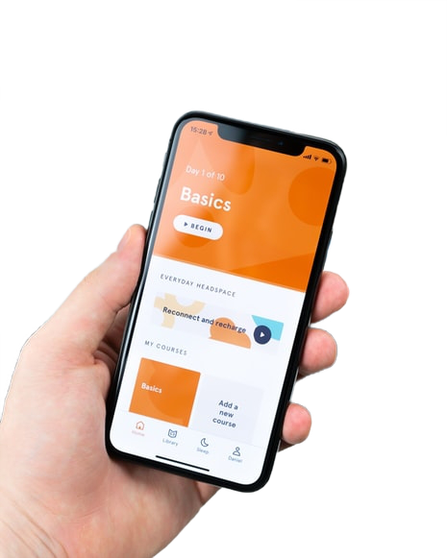 15:28
Day 1 of 10
Basics
BEGIN
EVERYDAY HEADSPACE
Reconnect and recharge
MY COURSES
Basics
Add a
new
course
Home
Library
Sleep
Daniel